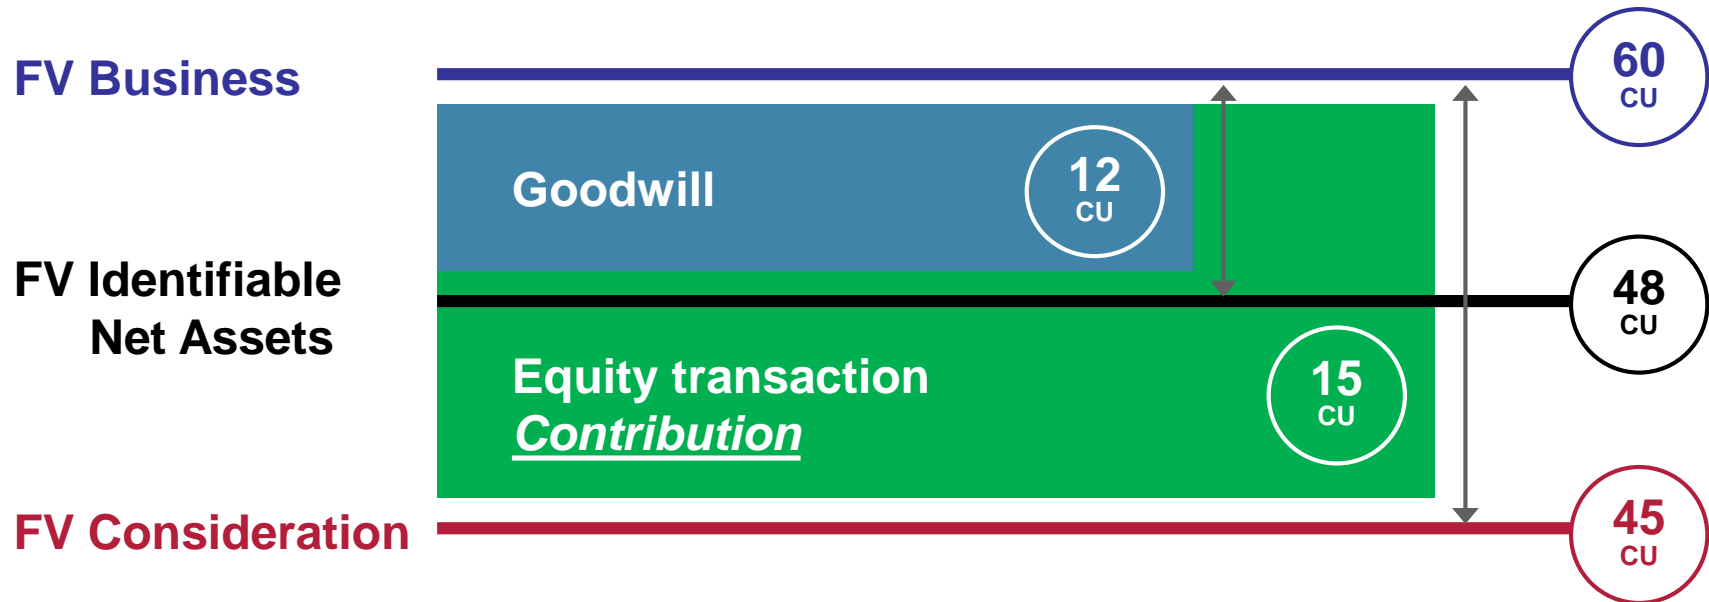 FV Business
60
CU
Goodwill
12
CU
FV Identifiable
Net Assets
48
CU
Equity transaction
Contribution
15
CU
FV Consideration
45
CU